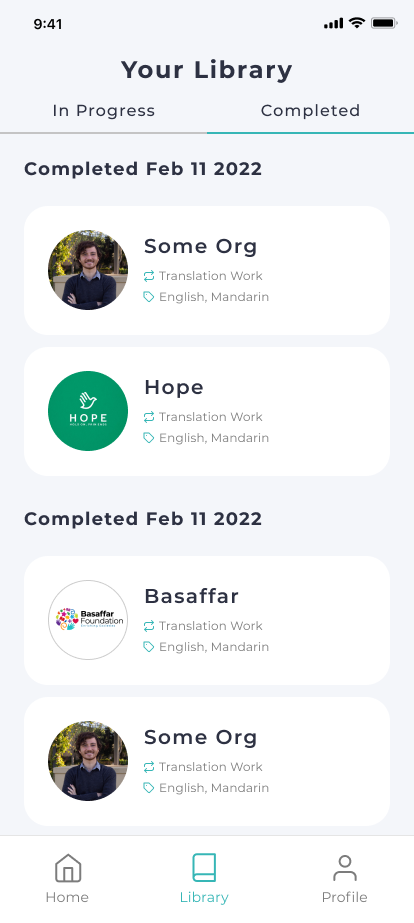 9:41
Your Library
In Progress
Completed
Completed Feb 11 2022
Some Org
Translation Work
English, Mandarin
HOPE
Hope
Translation Work
English, Mandarin
Completed Feb 11 2022
Basaffar
Foundation
Basaffar
Translation Work
English, Mandarin
Some Org
Translation Work
English, Mandarin
Home
Library
Profile